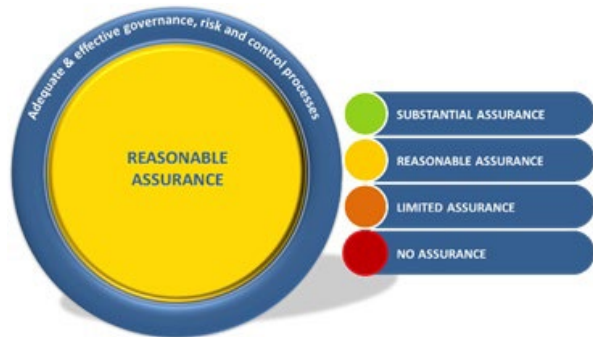 Adequate & effective governance, risk and control processes
REASONABLE
ASSURANCE
SUBSTANTIAL ASSURANCE
REASONABLE ASSURANCE
LIMITED ASSURANCE
NO ASSURANCE